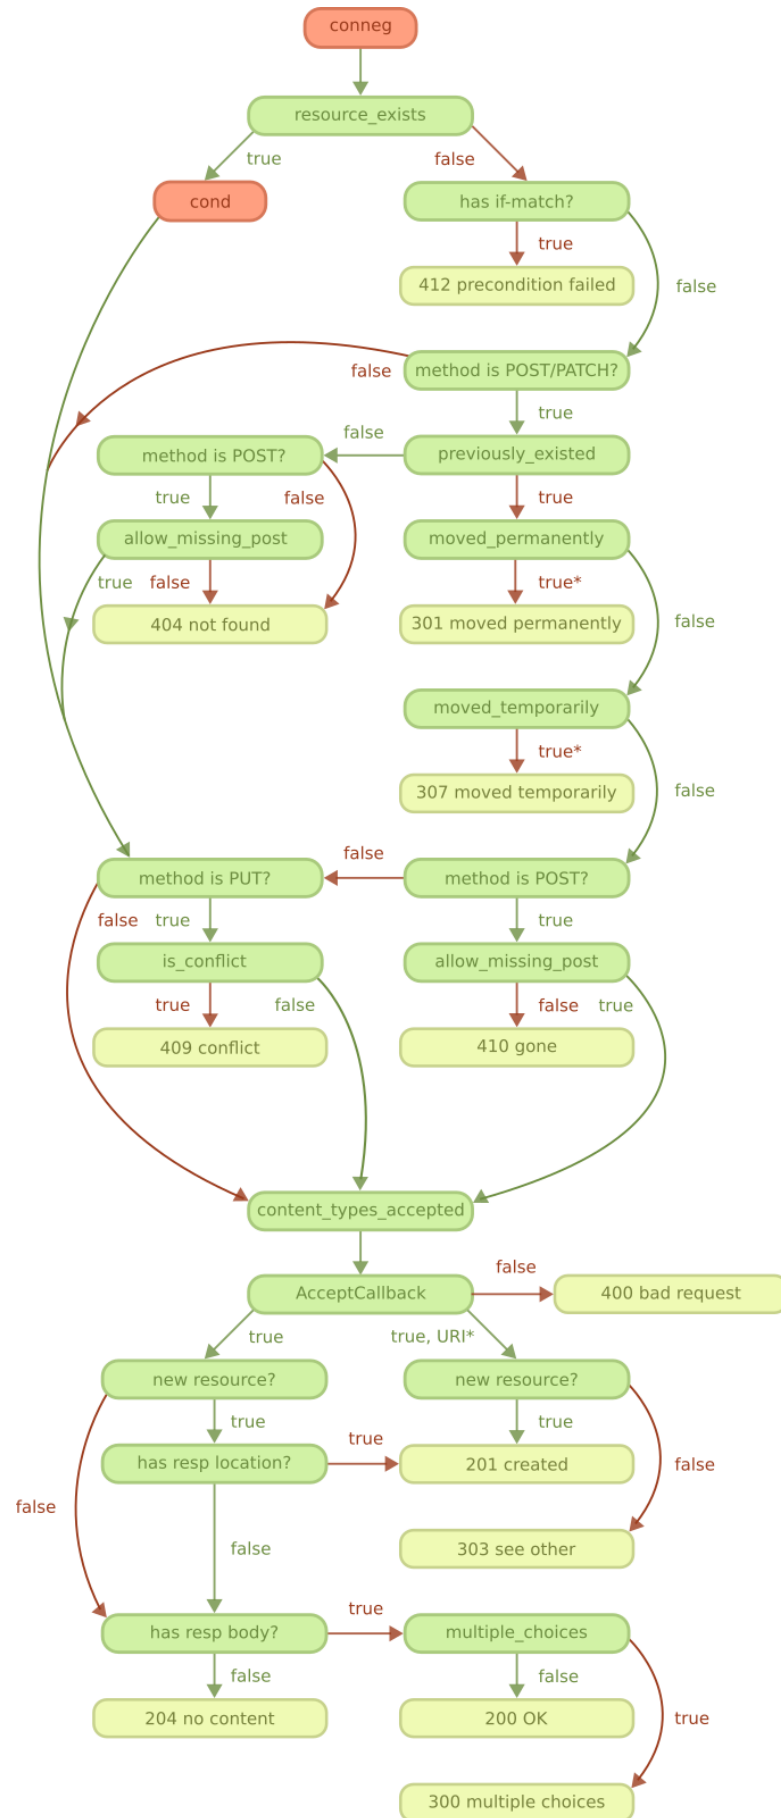 conneg
resource_exists
true
false
cond
has if-match?
true
412 precondition failed
false
method is POST/PATCH?
false
true
false
method is POST?
previously_existed
true
false
true
allow_missing_post
moved_permanently
true
false
true*
404 not found
301 moved permanently
false
moved_temporarily
true*
307 moved temporarily
false
false
method is PUT?
method is POST?
false
true
true
is_conflict
allow_missing_post
true
false
false
true
409 conflict
410 gone
content_types_accepted
false
AcceptCallback
400 bad request
true
true, URI*
new resource?
new resource?
true
true
true
has resp location?
201 created
false
false
false
303 see other
true
has resp body?
multiple_choices
false
false
204 no content
200 OK
true
300 multiple choices